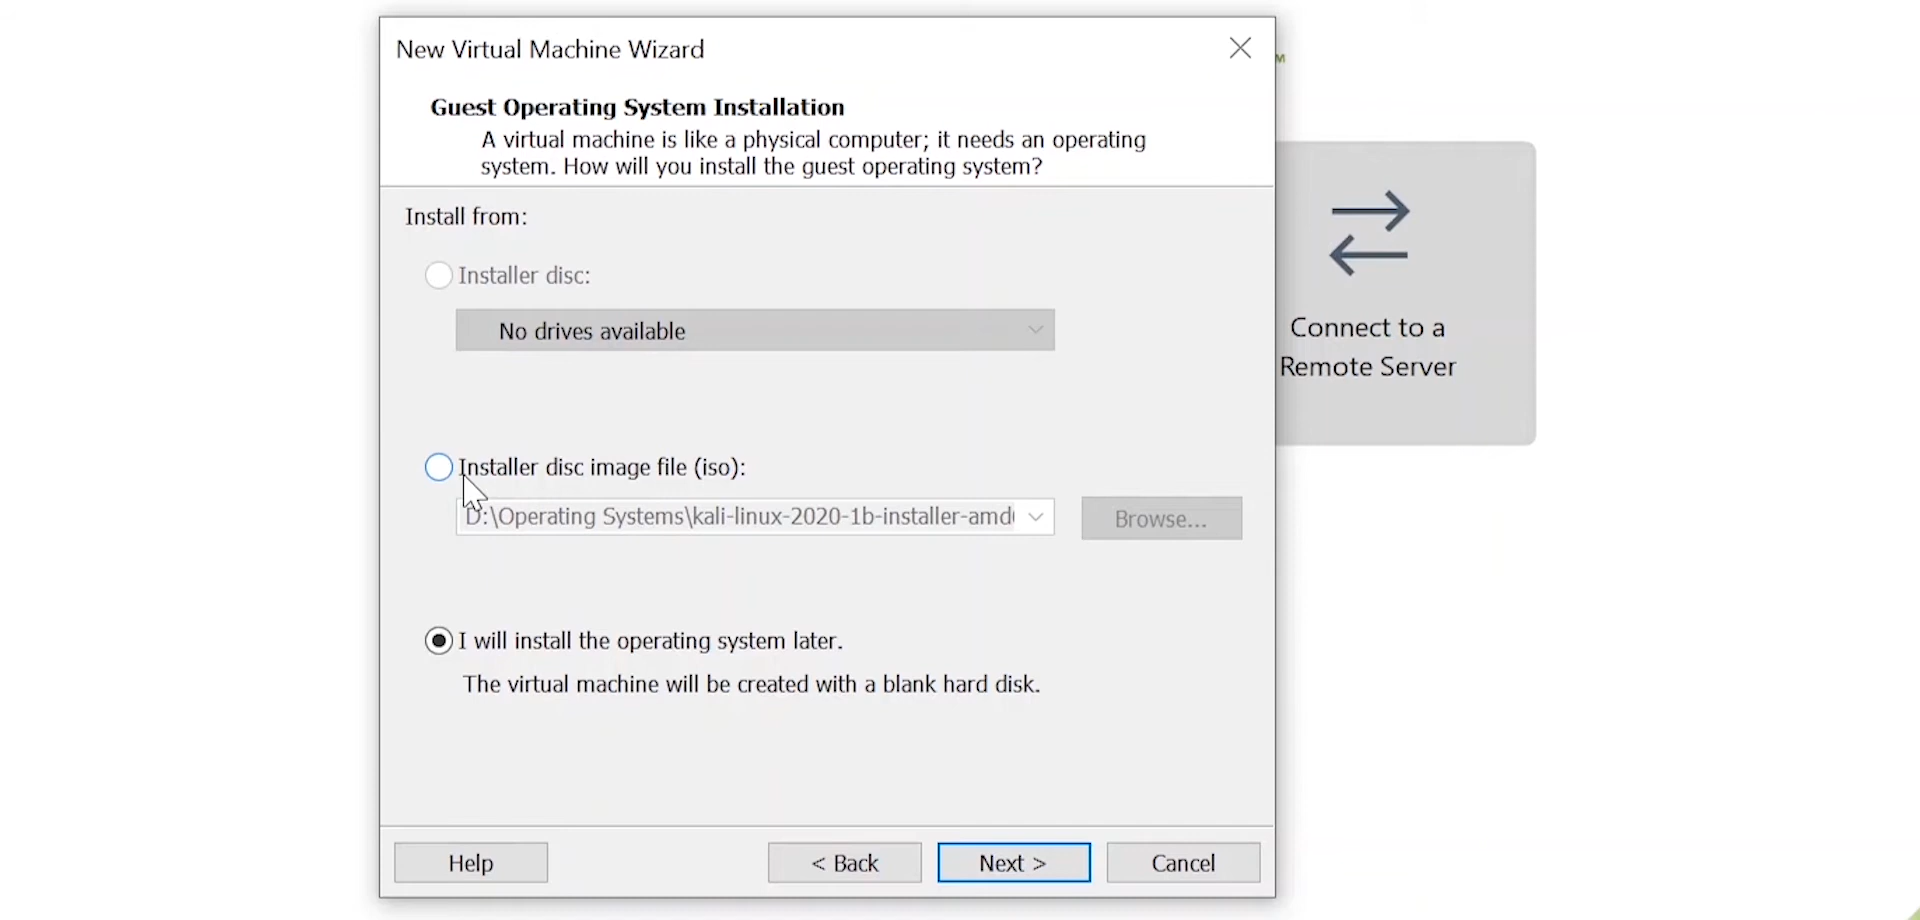 New Virtual Machine Wizard
M
Guest Operating System Installation
A virtual machine is like a physical computer; it needs an operating
system. How will you install the guest operating system?
Install from:
Installer disc:
No drives available
Connect to a
Remote Server
Installer disc image file (iso):
D:\Operating Systems\kali-linux-2020-1b-installer-amd
Browse...
I will install the operating system later.
The virtual machine will be created with a blank hard disk.
Help
< Back
Next >
Cancel